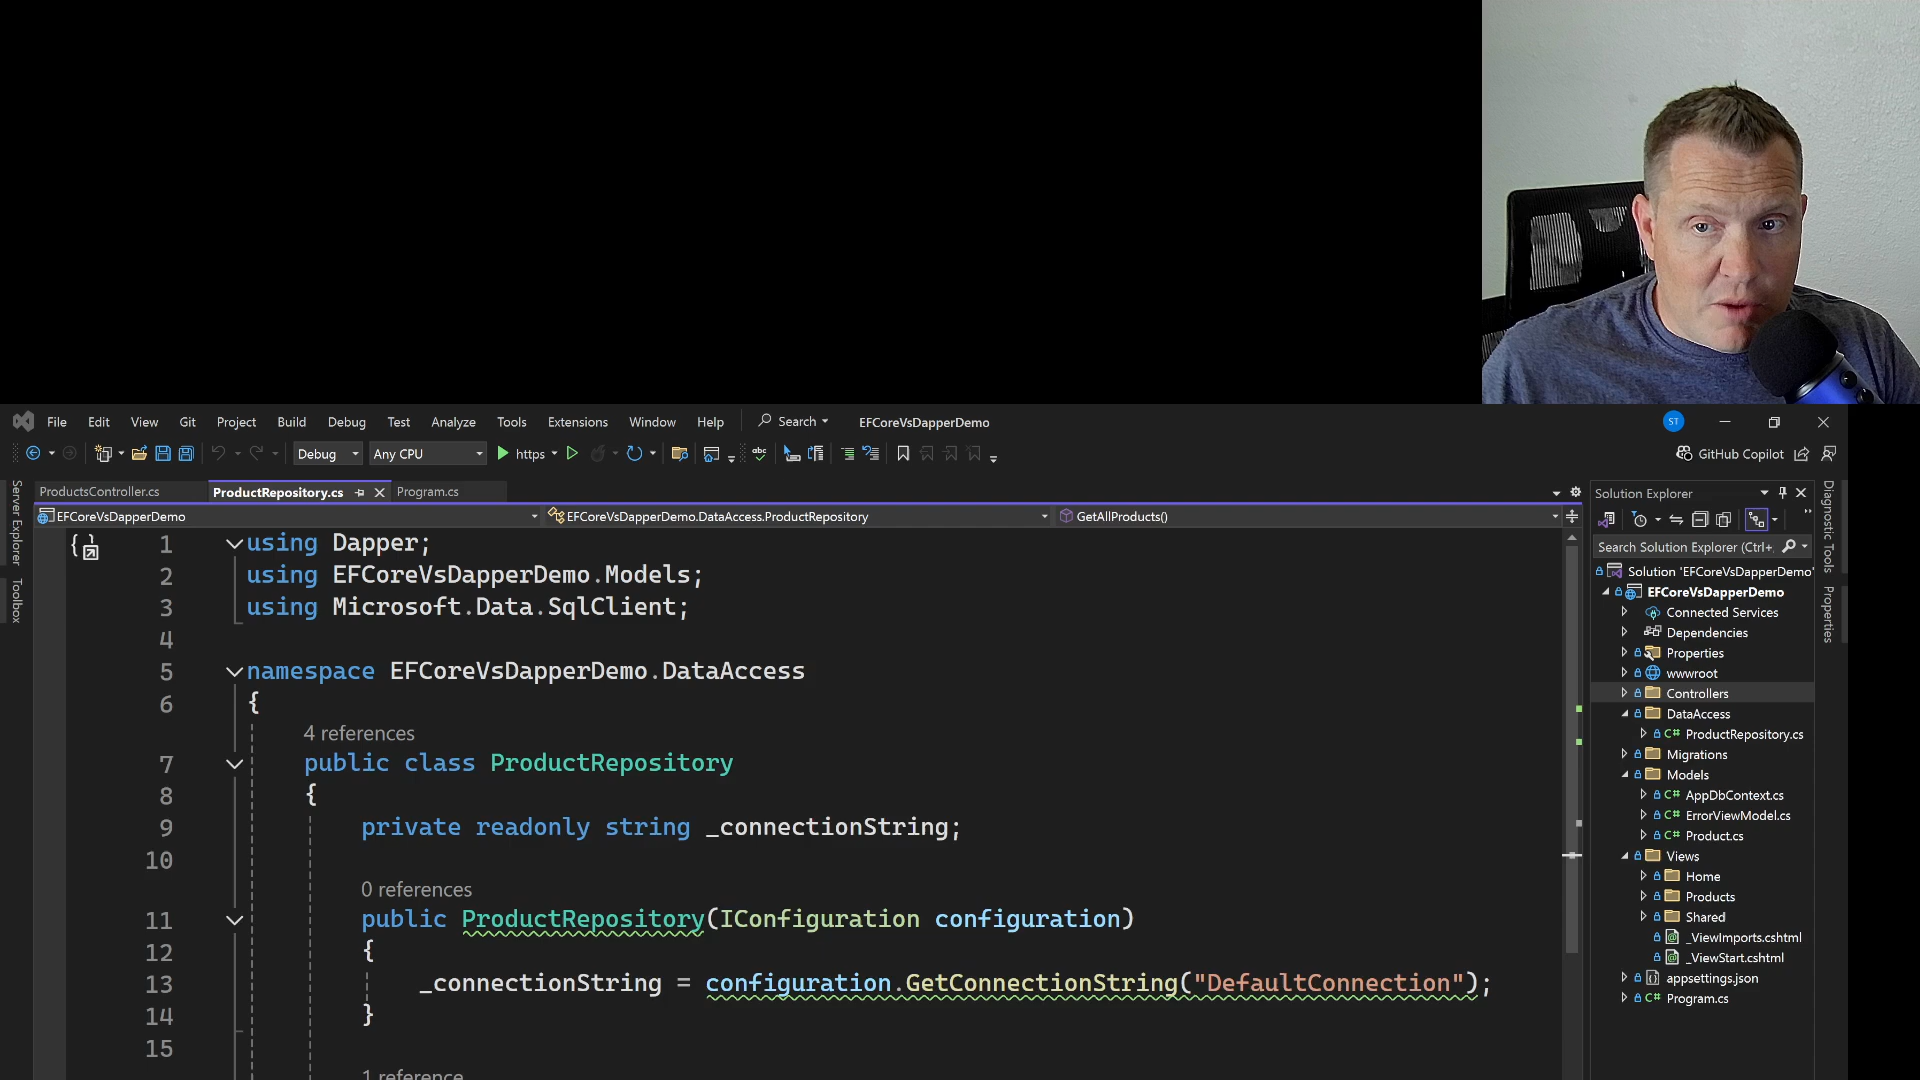 File Edit View Git Project Build Debug Test Analyze Tools Extensions Window Help Search EFCoreVsDapperDemo ST
Debug Any CPU https abc GitHub Copilot
ProductsController.cs ProductRepository.cs Program.cs
EFCoreVsDapperDemo EFCoreVsDapperDemo.DataAccess.ProductRepository GetAllProducts()
Server Explorer
Toolbox
1 using Dapper;
2 using EFCoreVsDapperDemo.Models;
3 using Microsoft.Data.SqlClient;
4
5 namespace EFCoreVsDapperDemo.DataAccess
6 {
4 references
7 public class ProductRepository
8 {
9 private readonly string _connectionString;
10
0 references
11 public ProductRepository(IConfiguration configuration)
12 {
13 _connectionString = configuration.GetConnectionString("DefaultConnection");
14 }
15
1 reference
Solution Explorer
Search Solution Explorer (Ctrl+
Solution 'EFCoreVsDapperDemo'
EFCoreVsDapperDemo
Connected Services
Dependencies
Properties
wwwroot
Controllers
DataAccess
C# ProductRepository.cs
Migrations
Models
C# AppDbContext.cs
C# ErrorViewModel.cs
C# Product.cs
Views
Home
Products
Shared
_ViewImports.cshtml
_ViewStart.cshtml
appsettings.json
C# Program.cs
Diagnostic Tools
Properties